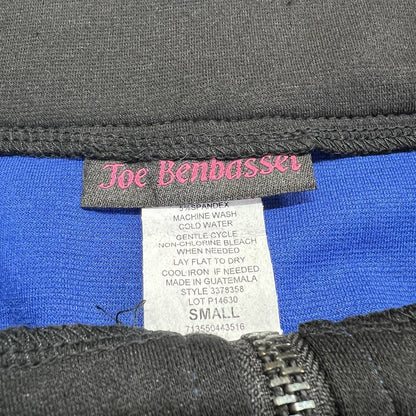 Joe Benbasset
SPANDEX
MACHINE WASH
COLD WATER
GENTLE CYCLE
NON-CHLORINE BLEACH
WHEN NEEDED
LAY FLAT TO DRY
COOL IRON IF NEEDED
MADE IN GUATEMALA
STYLE 3378358
LOT P14630
SMALL
713550443516